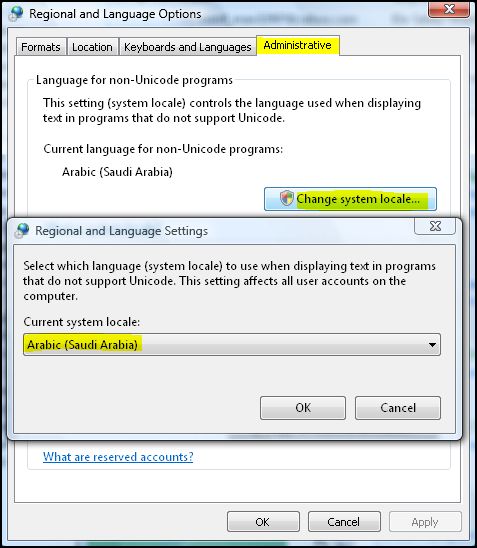 Regional and Language Options
Formats Location Keyboards and Languages Administrative
Language for non-Unicode programs
This setting (system locale) controls the language used when displaying
text in programs that do not support Unicode.
Current language for non-Unicode programs:
Arabic (Saudi Arabia)
Change system locale...
Regional and Language Settings
Select which language (system locale) to use when displaying text in programs
that do not support Unicode. This setting affects all user accounts on the
computer.
Current system locale:
Arabic (Saudi Arabia)
OK Cancel
What are reserved accounts?
OK Cancel Apply